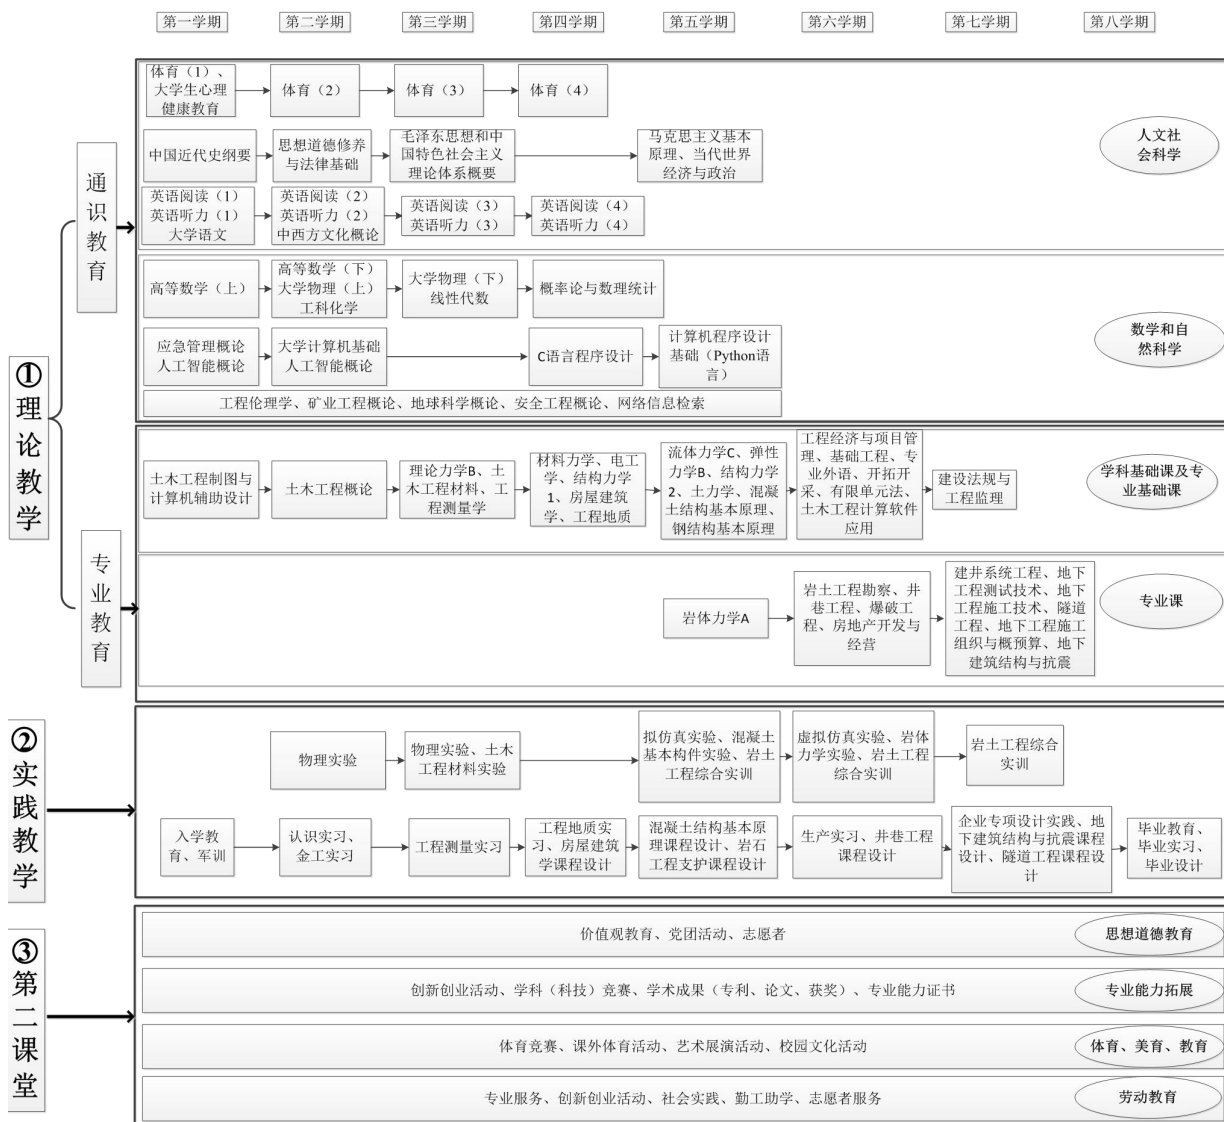 第一学期
第二学期
第三学期
第四学期
第五学期
第六学期
第七学期
第八学期
①理论教学
通识教育
体育（1）、
大学生心理
健康教育
体育（2）
体育（3）
体育（4）
中国近代史纲要
思想道德修养
与法律基础
毛泽东思想和中
国特色社会主义
理论体系概要
马克思主义基本
原理、当代世界
经济与政治
人文社
会科学
英语阅读（1）
英语听力（1）
大学语文
英语阅读（2）
英语听力（2）
中西方文化概论
英语阅读（3）
英语听力（3）
英语阅读（4）
英语听力（4）
高等数学（上）
高等数学（下）
大学物理（上）
工科化学
大学物理（下）
线性代数
概率论与数理统计
数学和自
然科学
应急管理概论
人工智能概论
大学计算机基础
人工智能概论
C语言程序设计
计算机程序设计
基础（Python语
言）
工程伦理学、矿业工程概论、地球科学概论、安全工程概论、网络信息检索
专业教育
土木工程制图与
计算机辅助设计
土木工程概论
理论力学B、土
木工程材料、工
程测量学
材料力学、电工
学、结构力学
1、房屋建筑
学、工程地质
流体力学C、弹性
力学B、结构力学
2、土力学、混凝
土结构基本原理、
钢结构基本原理
工程经济与项目管
理、基础工程、专
业外语、开拓开
采、有限单元法、
土木工程计算软件
应用
建设法规与
工程监理
学科基础课及专
业基础课
岩体力学A
岩土工程勘察、井
巷工程、爆破工
程、房地产开发与
经营
建井系统工程、地下
工程测试技术、地下
工程施工技术、隧道
工程、地下工程施工
组织与概预算、地下
建筑结构与抗震
专业课
②实践教学
物理实验
物理实验、土木
工程材料实验
拟仿真实验、混凝土
基本构件实验、岩土
工程综合实训
虚拟仿真实验、岩体
力学实验、岩土工程
综合实训
岩土工程综合
实训
入学教
育、军训
认识实习、
金工实习
工程测量实习
工程地质实
习、房屋建筑
学课程设计
混凝土结构基本原
理课程设计、岩石
工程支护课程设计
生产实习、井巷工程
课程设计
企业专项设计实践、地
下建筑结构与抗震课程
设计、隧道工程课程设
计
毕业教育、
毕业实习、
毕业设计
③第二课堂
价值观教育、党团活动、志愿者
思想道德教育
创新创业活动、学科（科技）竞赛、学术成果（专利、论文、获奖）、专业能力证书
专业能力拓展
体育竞赛、课外体育活动、艺术展演活动、校园文化活动
体育、美育、教育
专业服务、创新创业活动、社会实践、勤工助学、志愿者服务
劳动教育